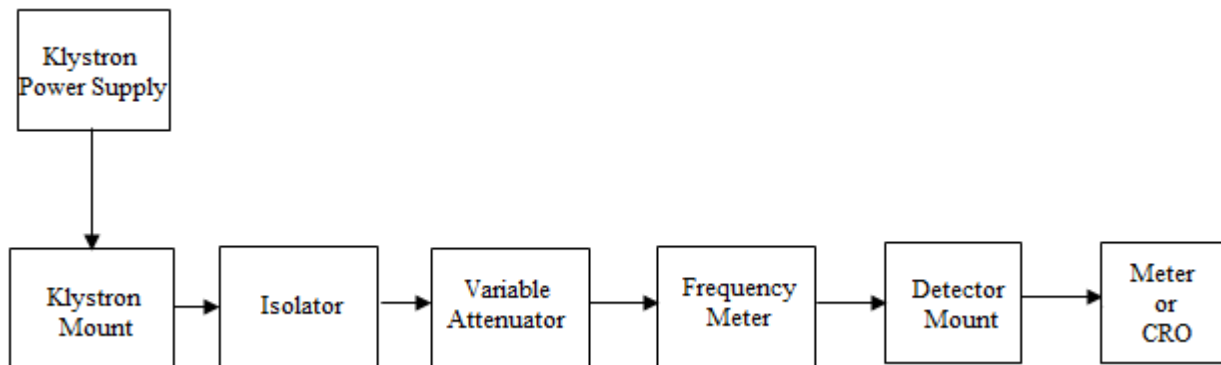 Klystron
Power Supply
Klystron
Mount
Isolator
Variable
Attenuator
Frequency
Meter
Detector
Mount
Meter
or
CRO